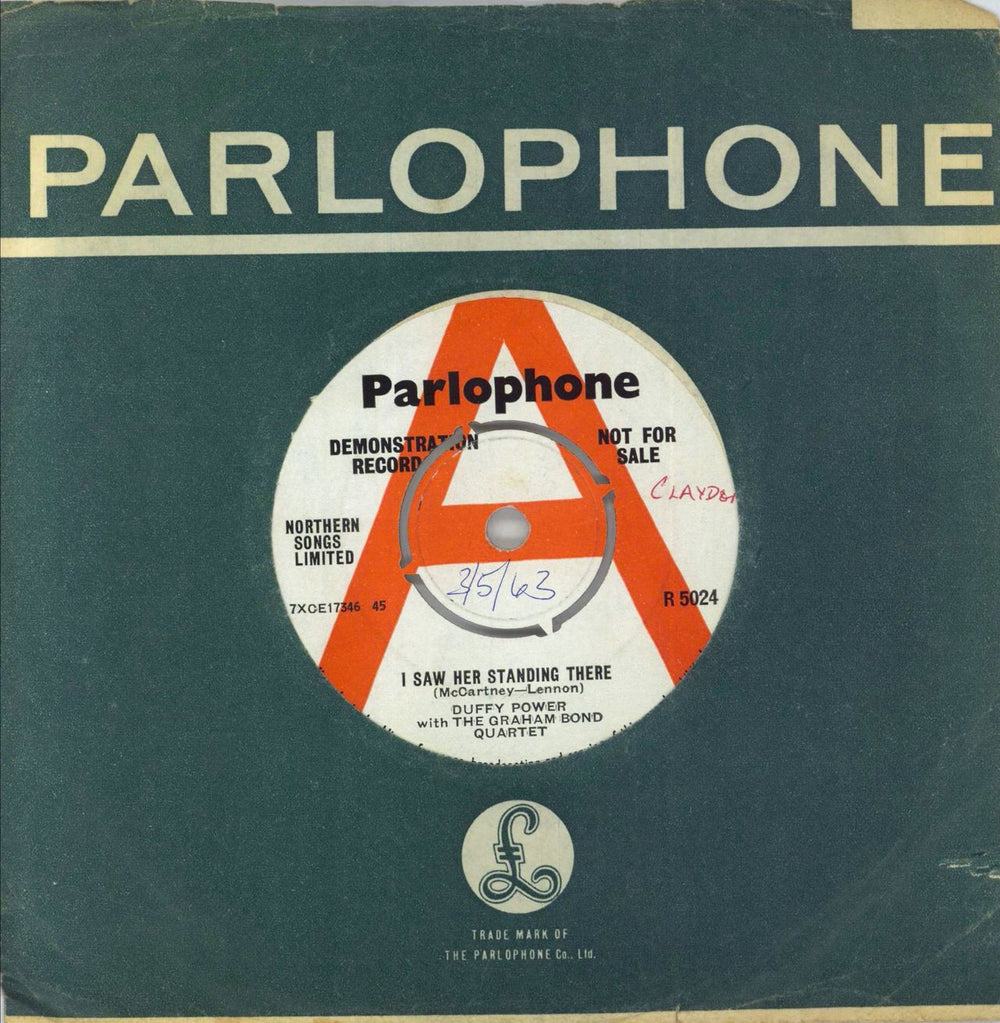 PARLOPHONE
Parlophone
DEMONSTRATION
RECORD
NOT FOR
SALE
NORTHERN
SONGS
LIMITED
7XCE17346 45
3/5/63
R 5024
I SAW HER STANDING THERE
(McCartney—Lennon)
DUFFY POWER
with THE GRAHAM BOND
QUARTET
£
TRADE MARK OF
THE PARLOPHONE Co., Ltd.